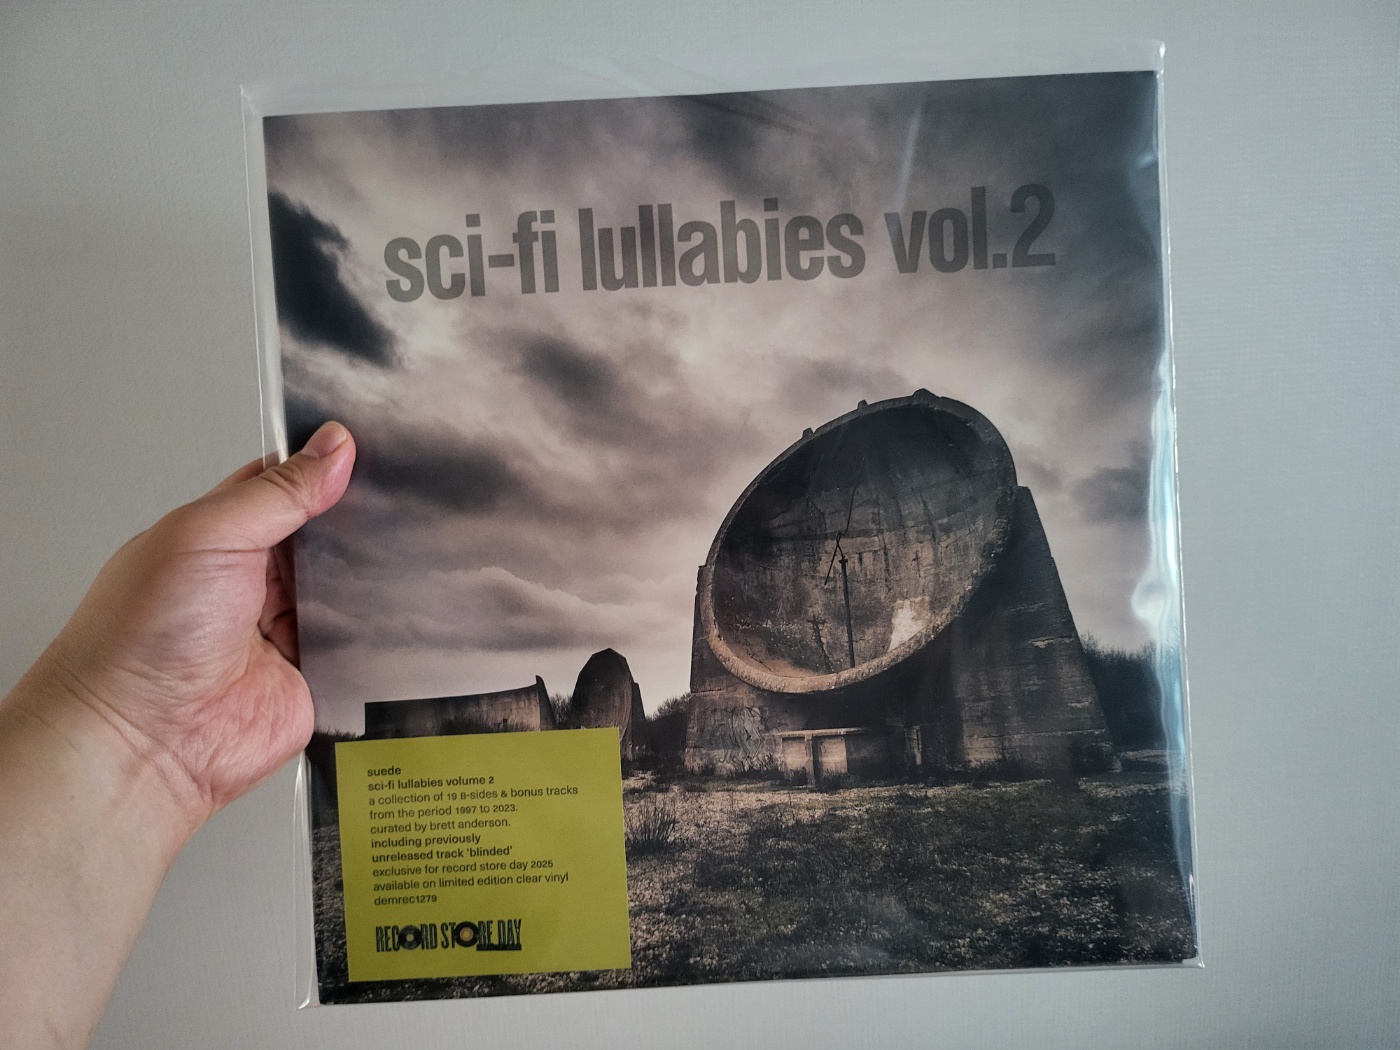 sci-fi lullabies vol.2
suede
sci-fi lullabies volume 2
a collection of 19 B-sides & bonus tracks
from the period 1997 to 2023.
curated by brett anderson.
including previously
unreleased track 'blinded'
exclusive for record store day 2025
available on limited edition clear vinyl
demrec1279
RECORD STORE DAY